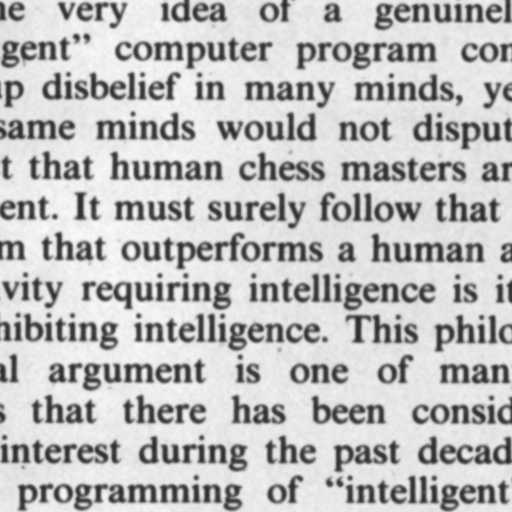 he very idea of a genuinel
gent” computer program con
up disbelief in many minds, ye
same minds would not disput
t that human chess masters ar
ent. It must surely follow that
m that outperforms a human a
vity requiring intelligence is it
hibiting intelligence. This philo
al argument is one of man
s that there has been consid
interest during the past decad
programming of “intelligent”